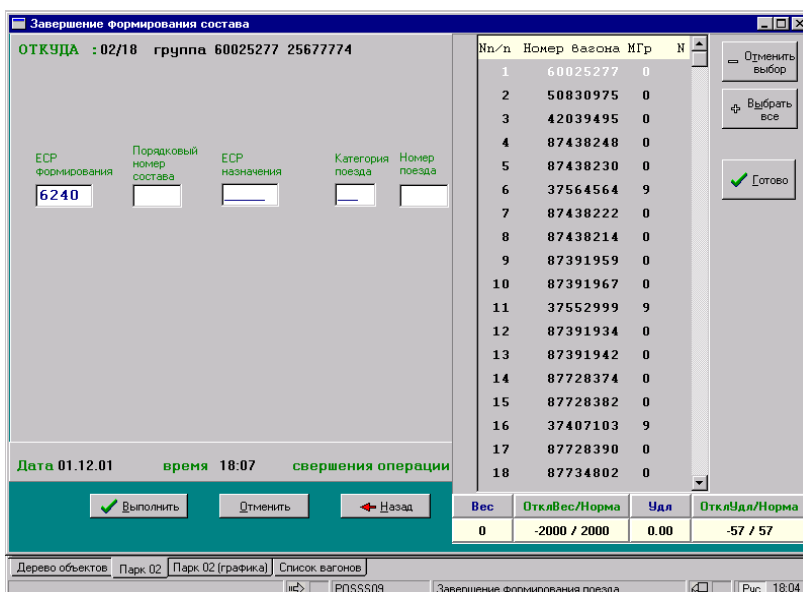 Завершение формирования состава
ОТКУДА : 02/18 группа 60025277 25677774
ЕСР формирования
6240
Порядковый номер состава
ЕСР назначения
Категория поезда
Номер поезда
Nп/п Номер вагона МГр N
1 60025277 0
2 50830975 0
3 42039495 0
4 87438248 0
5 87438230 0
6 37564564 9
7 87438222 0
8 87438214 0
9 87391959 0
10 87391967 0
11 37552999 9
12 87391934 0
13 87391942 0
14 87728374 0
15 87728382 0
16 37407103 9
17 87728390 0
18 87734802 0
Отменить выбор
Выбрать все
Готово
Дата 01.12.01 время 18:07 свершения операции
Выполнить Отменить Назад
Вес ОтклВес/Норма Удл ОтклУдл/Норма
0 -2000 / 2000 0.00 -57 / 57
Дерево объектов Парк 02 Парк 02 (графика) Список вагонов
POSSS09 Завершение формирования поезда Рус 18:04